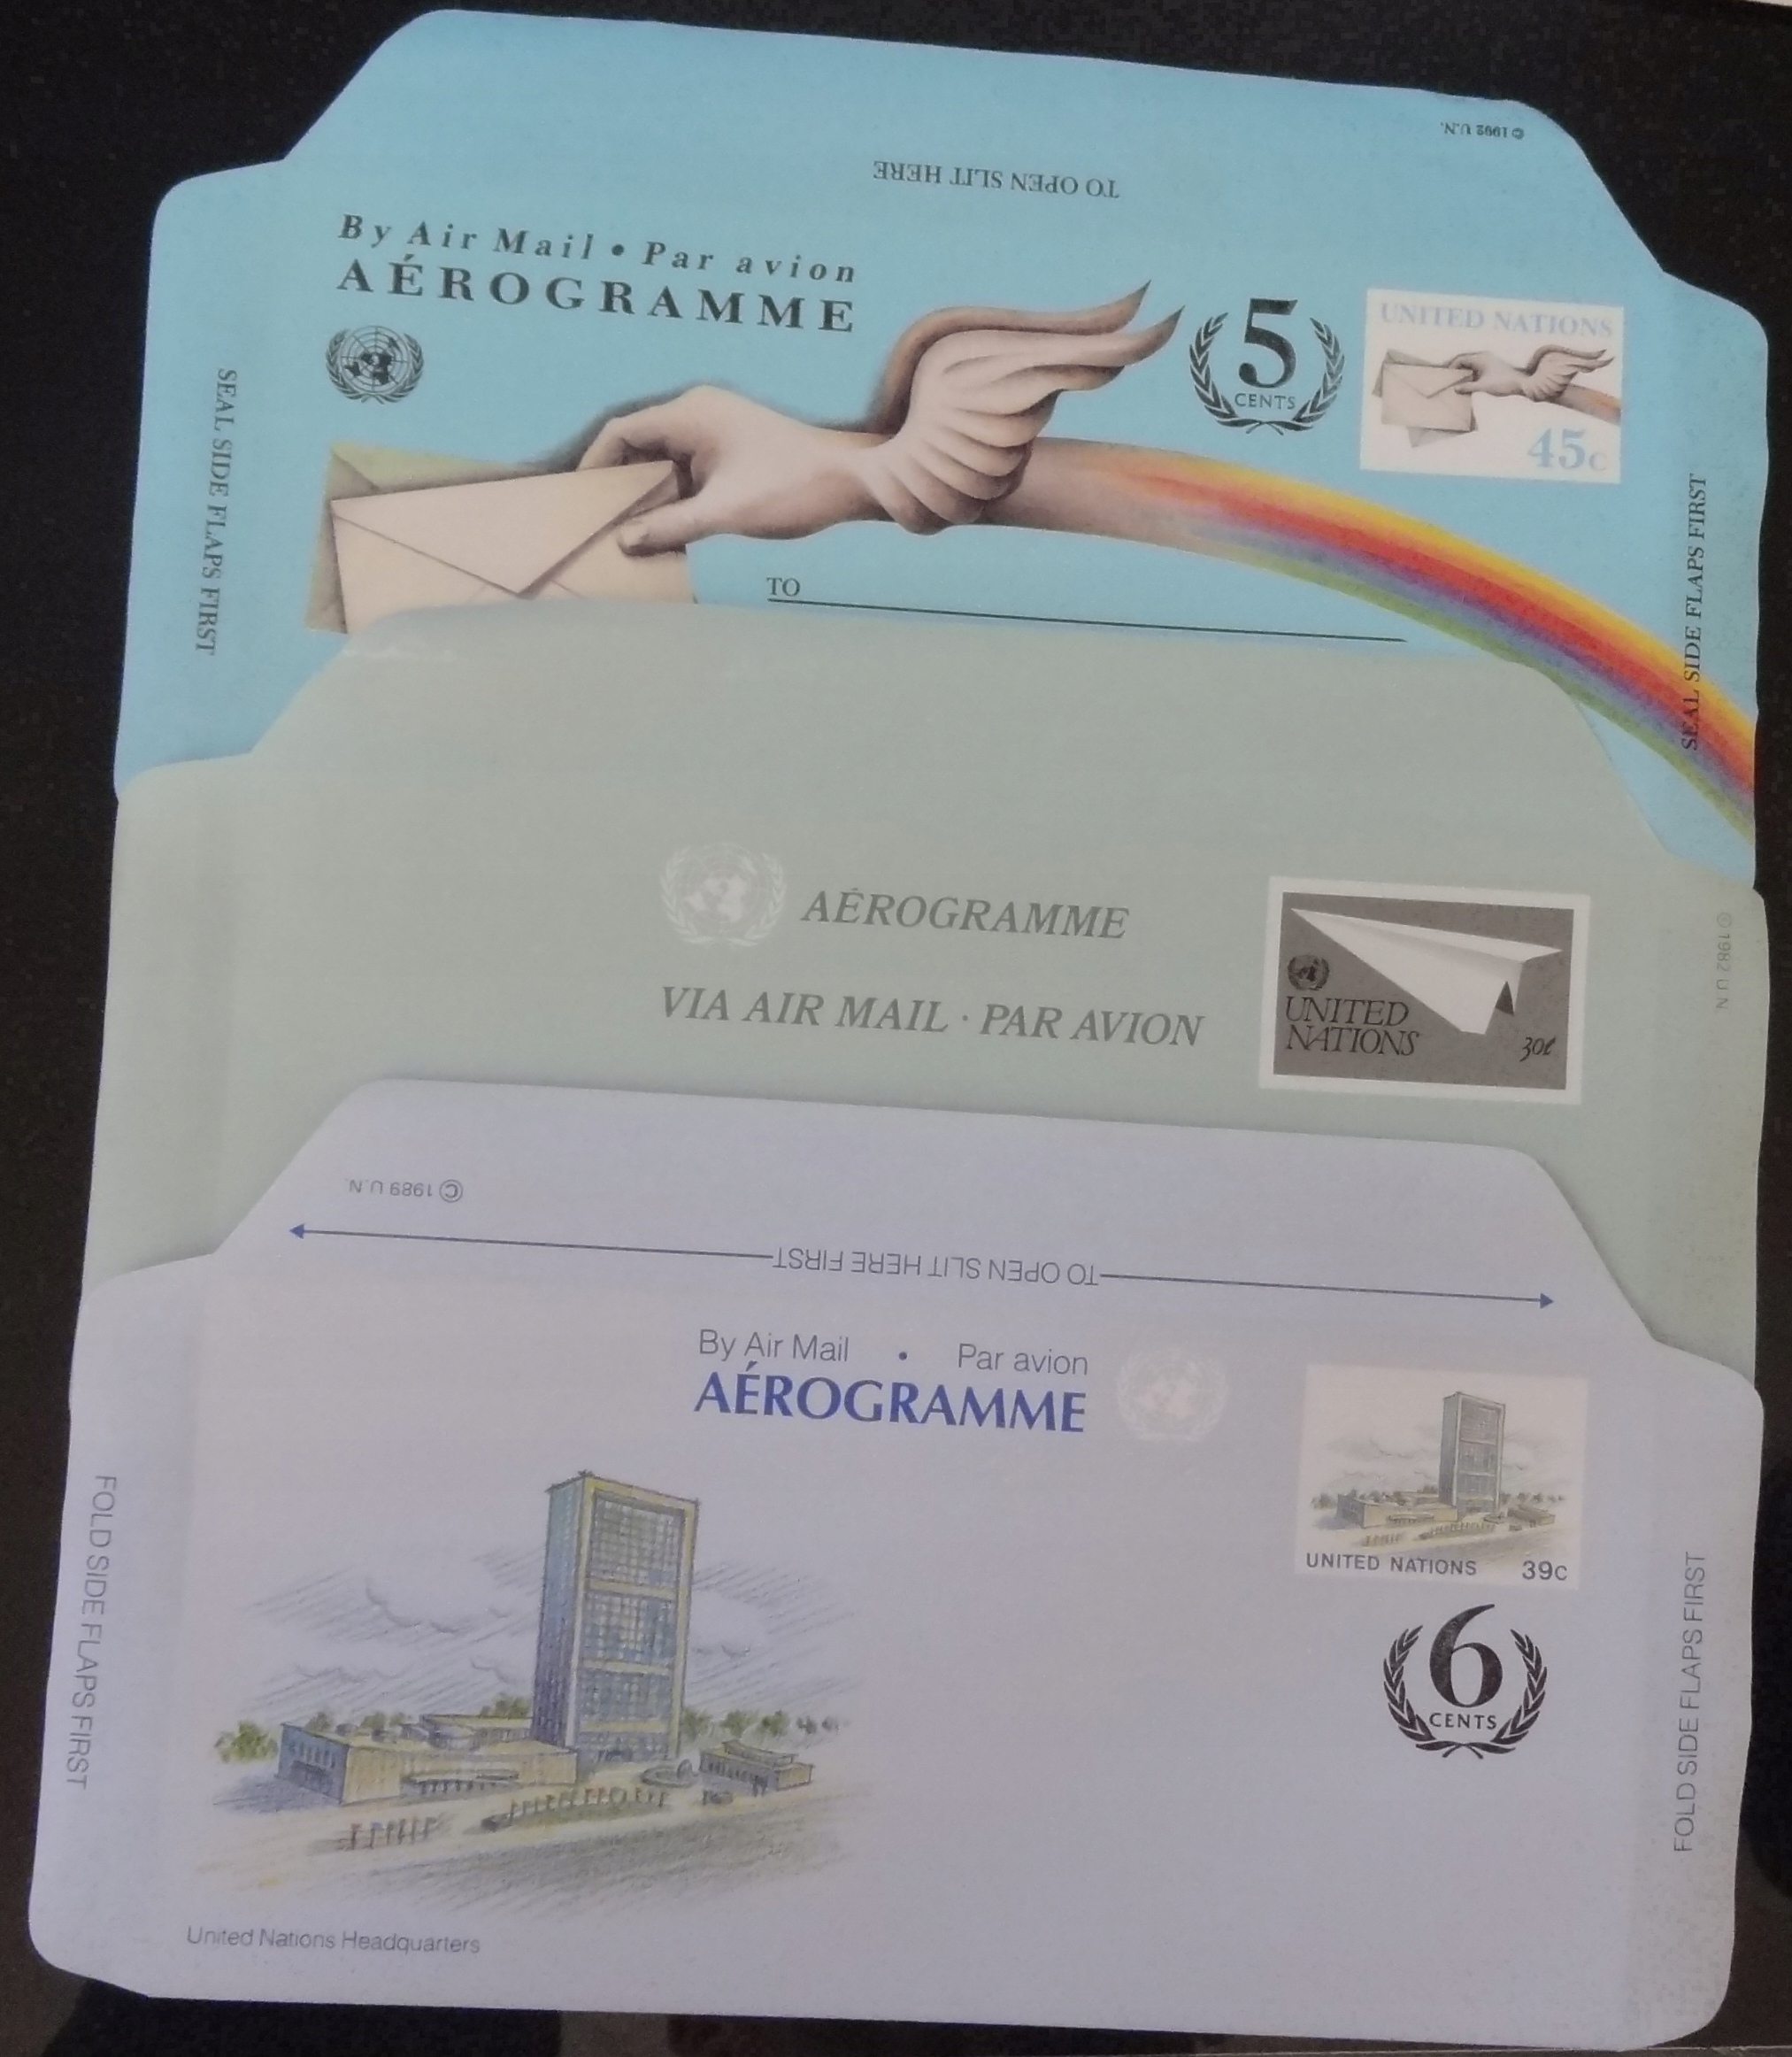 © 1992 U.N.
TO OPEN SLIT HERE
By Air Mail • Par avion
AÉROGRAMME
5
CENTS
UNITED NATIONS
45c
SEAL SIDE FLAPS FIRST
SEAL SIDE FLAPS FIRST
TO
AÉROGRAMME
VIA AIR MAIL · PAR AVION
UNITED
NATIONS
30¢
© 1982 U.N
© 1989 U.N.
TO OPEN SLIT HERE FIRST
By Air Mail • Par avion
AÉROGRAMME
UNITED NATIONS 39c
6
CENTS
FOLD SIDE FLAPS FIRST
FOLD SIDE FLAPS FIRST
United Nations Headquarters